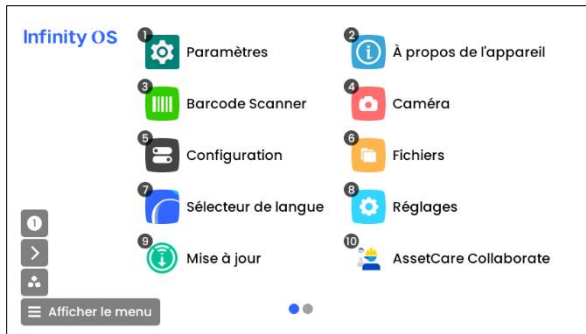 Infinity OS
1 Paramètres
2 À propos de l'appareil
3 Barcode Scanner
4 Caméra
5 Configuration
6 Fichiers
7 Sélecteur de langue
8 Réglages
9 Mise à jour
10 AssetCare Collaborate
1
Afficher le menu